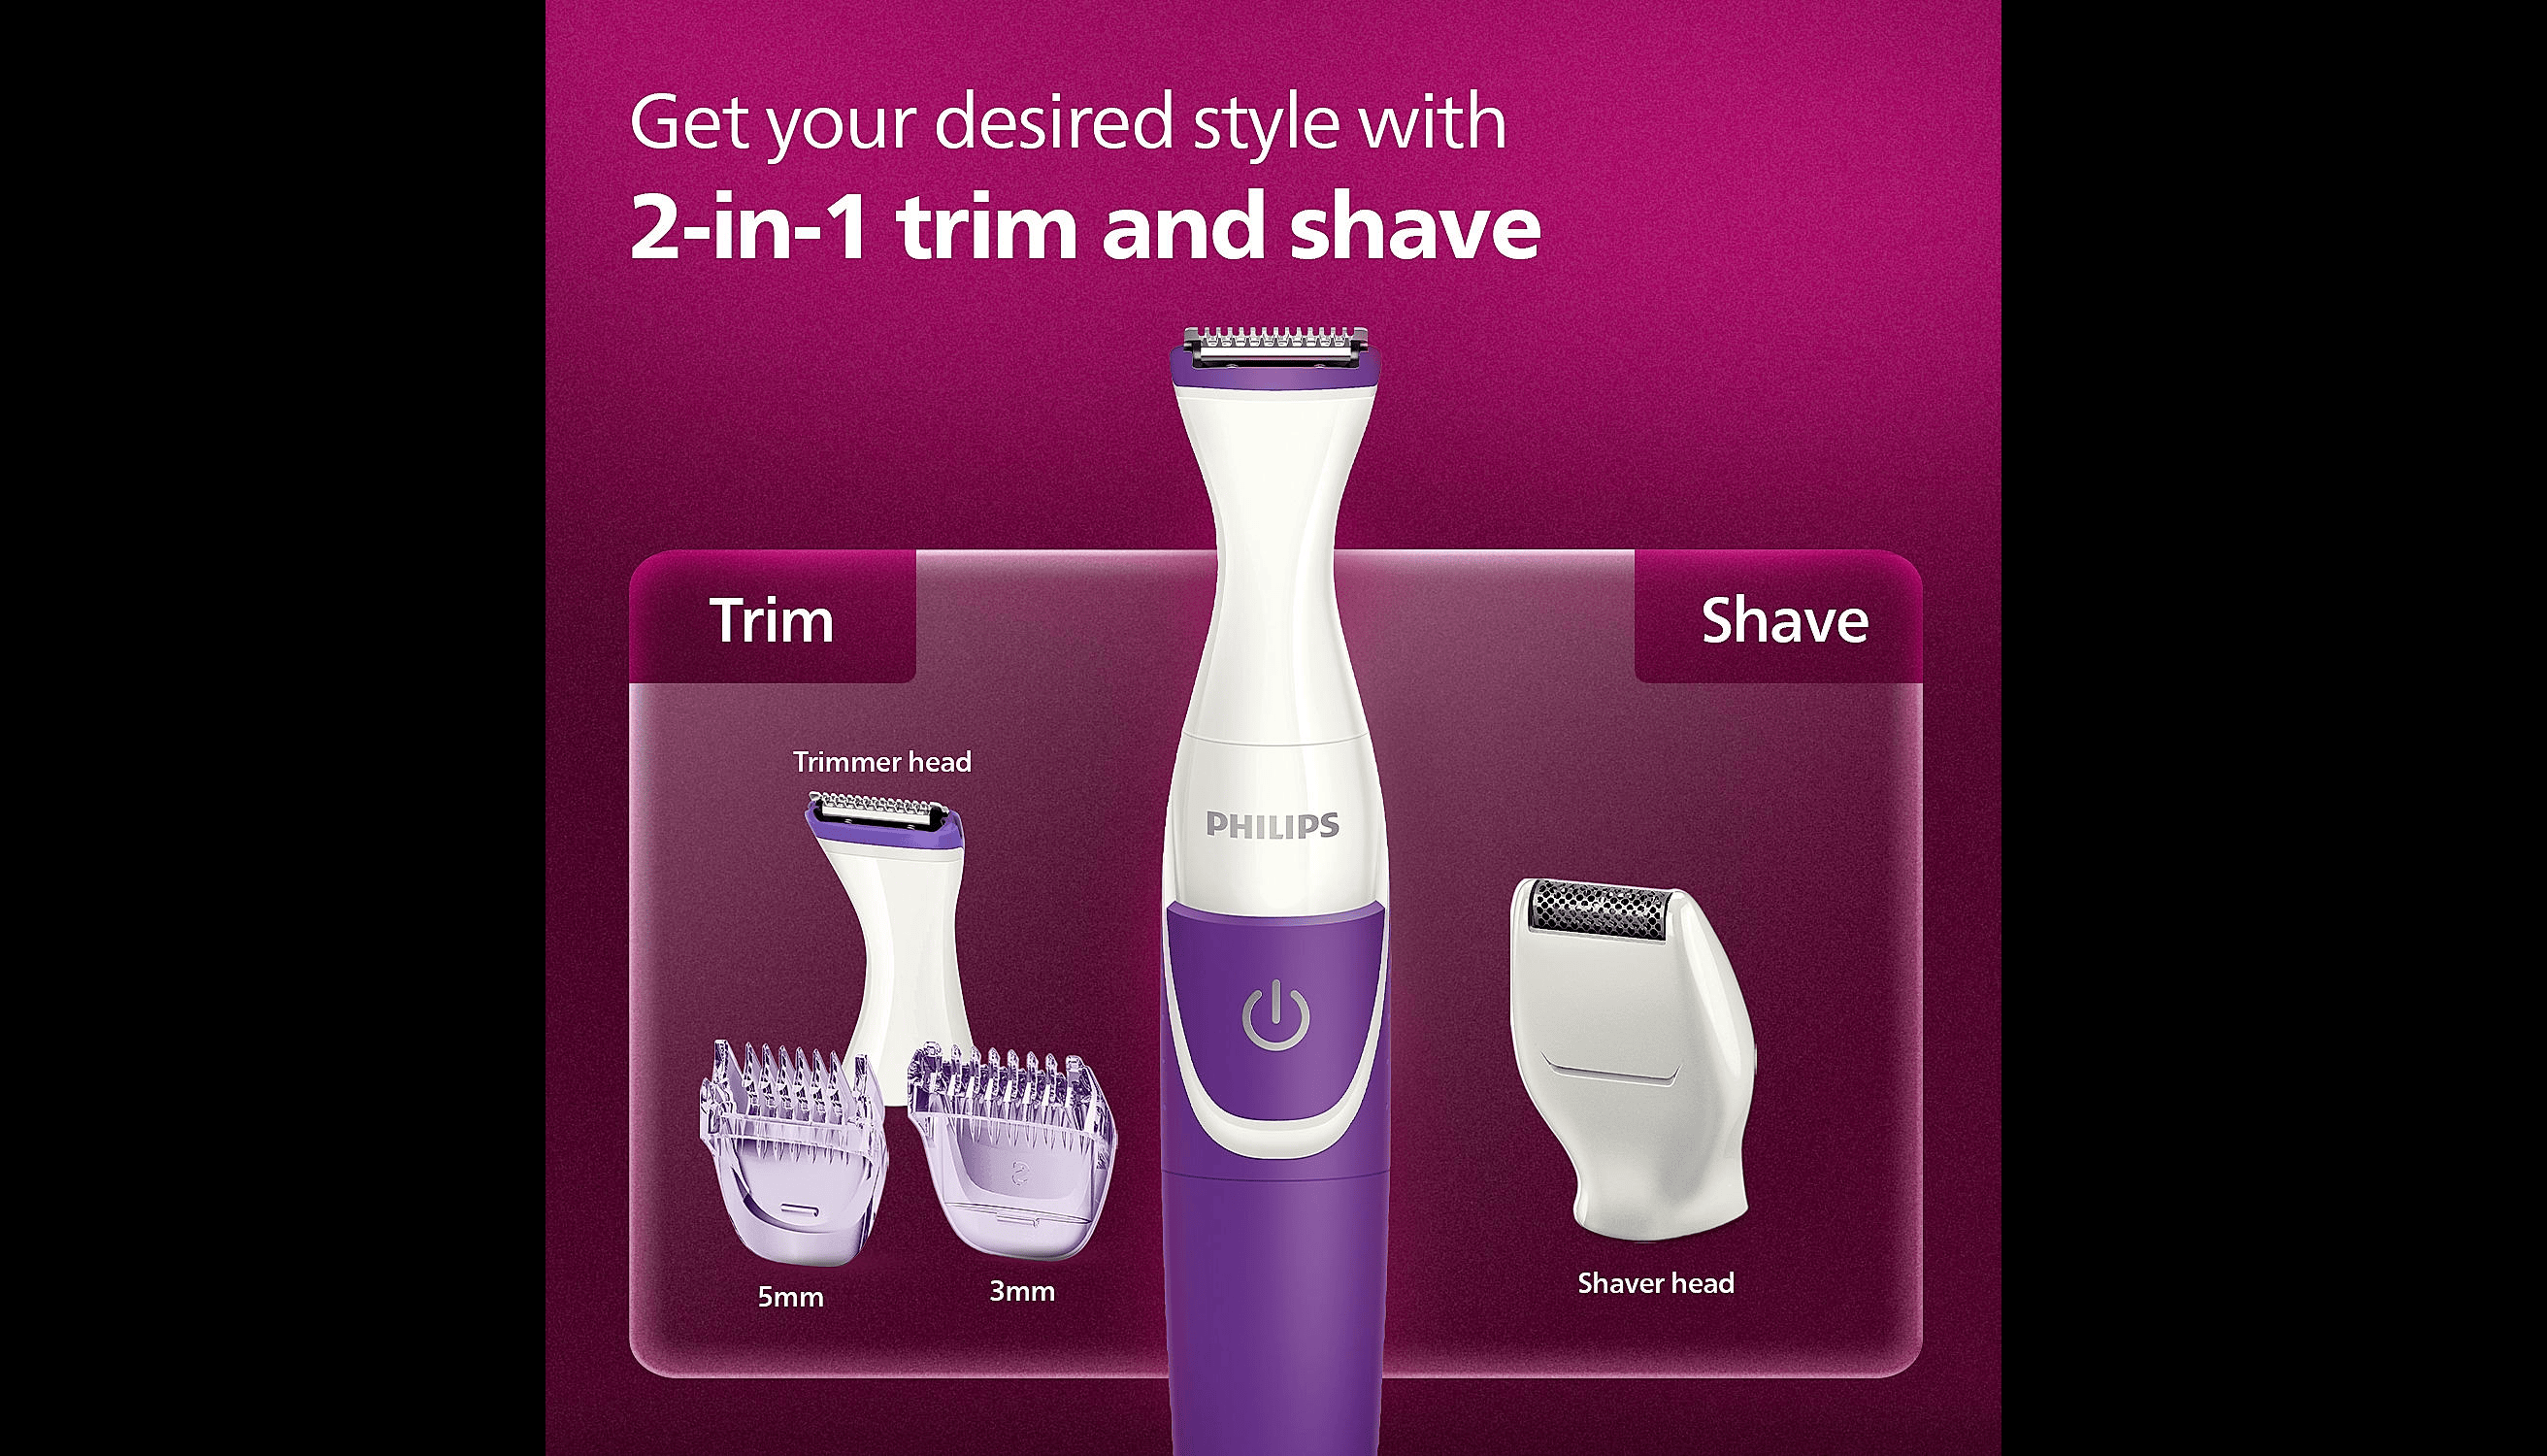 Get your desired style with
2-in-1 trim and shave
Trim
Shave
Trimmer head
PHILIPS
5mm
3mm
Shaver head